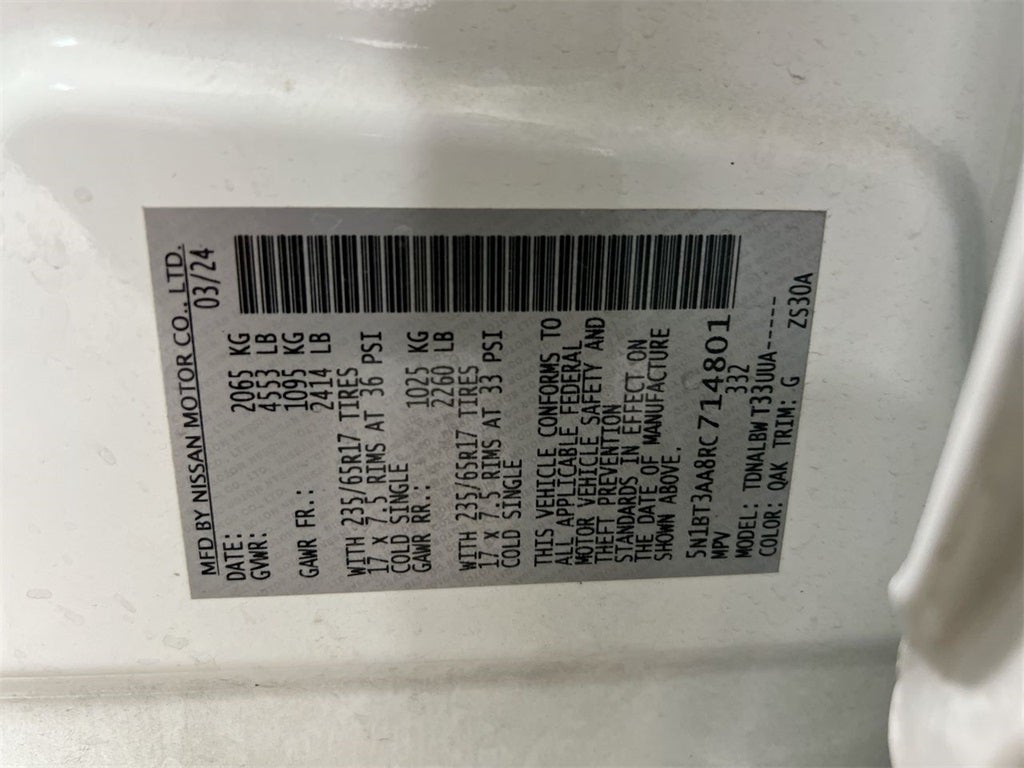 MFD BY NISSAN MOTOR CO., LTD.
DATE: 03/24
GVWR: 2065 KG
4553 LB
GAWR FR.: 1095 KG
2414 LB
WITH 235/65R17 TIRES
17 X 7.5 RIMS AT 36 PSI
COLD SINGLE
GAWR RR.: 1025 KG
2260 LB
WITH 235/65R17 TIRES
17 X 7.5 RIMS AT 33 PSI
COLD SINGLE
THIS VEHICLE CONFORMS TO
ALL APPLICABLE FEDERAL
MOTOR VEHICLE SAFETY AND
THEFT PREVENTION
STANDARDS IN EFFECT ON
THE DATE OF MANUFACTURE
SHOWN ABOVE.
5N1BT3AA8RC714801
MPV 332
MODEL: TDNALBWT33UUA-----
COLOR: QAK TRIM: G ZS30A